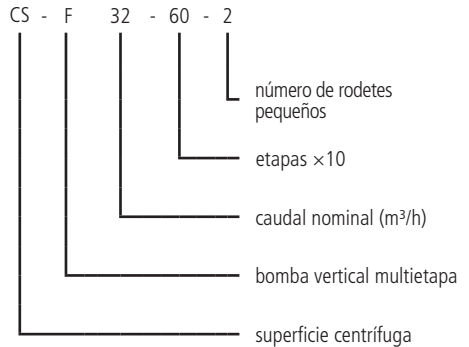 CS - F 32 - 60 - 2
número de rodetes
pequeños
etapas ×10
caudal nominal (m³/h)
bomba vertical multietapa
superficie centrífuga